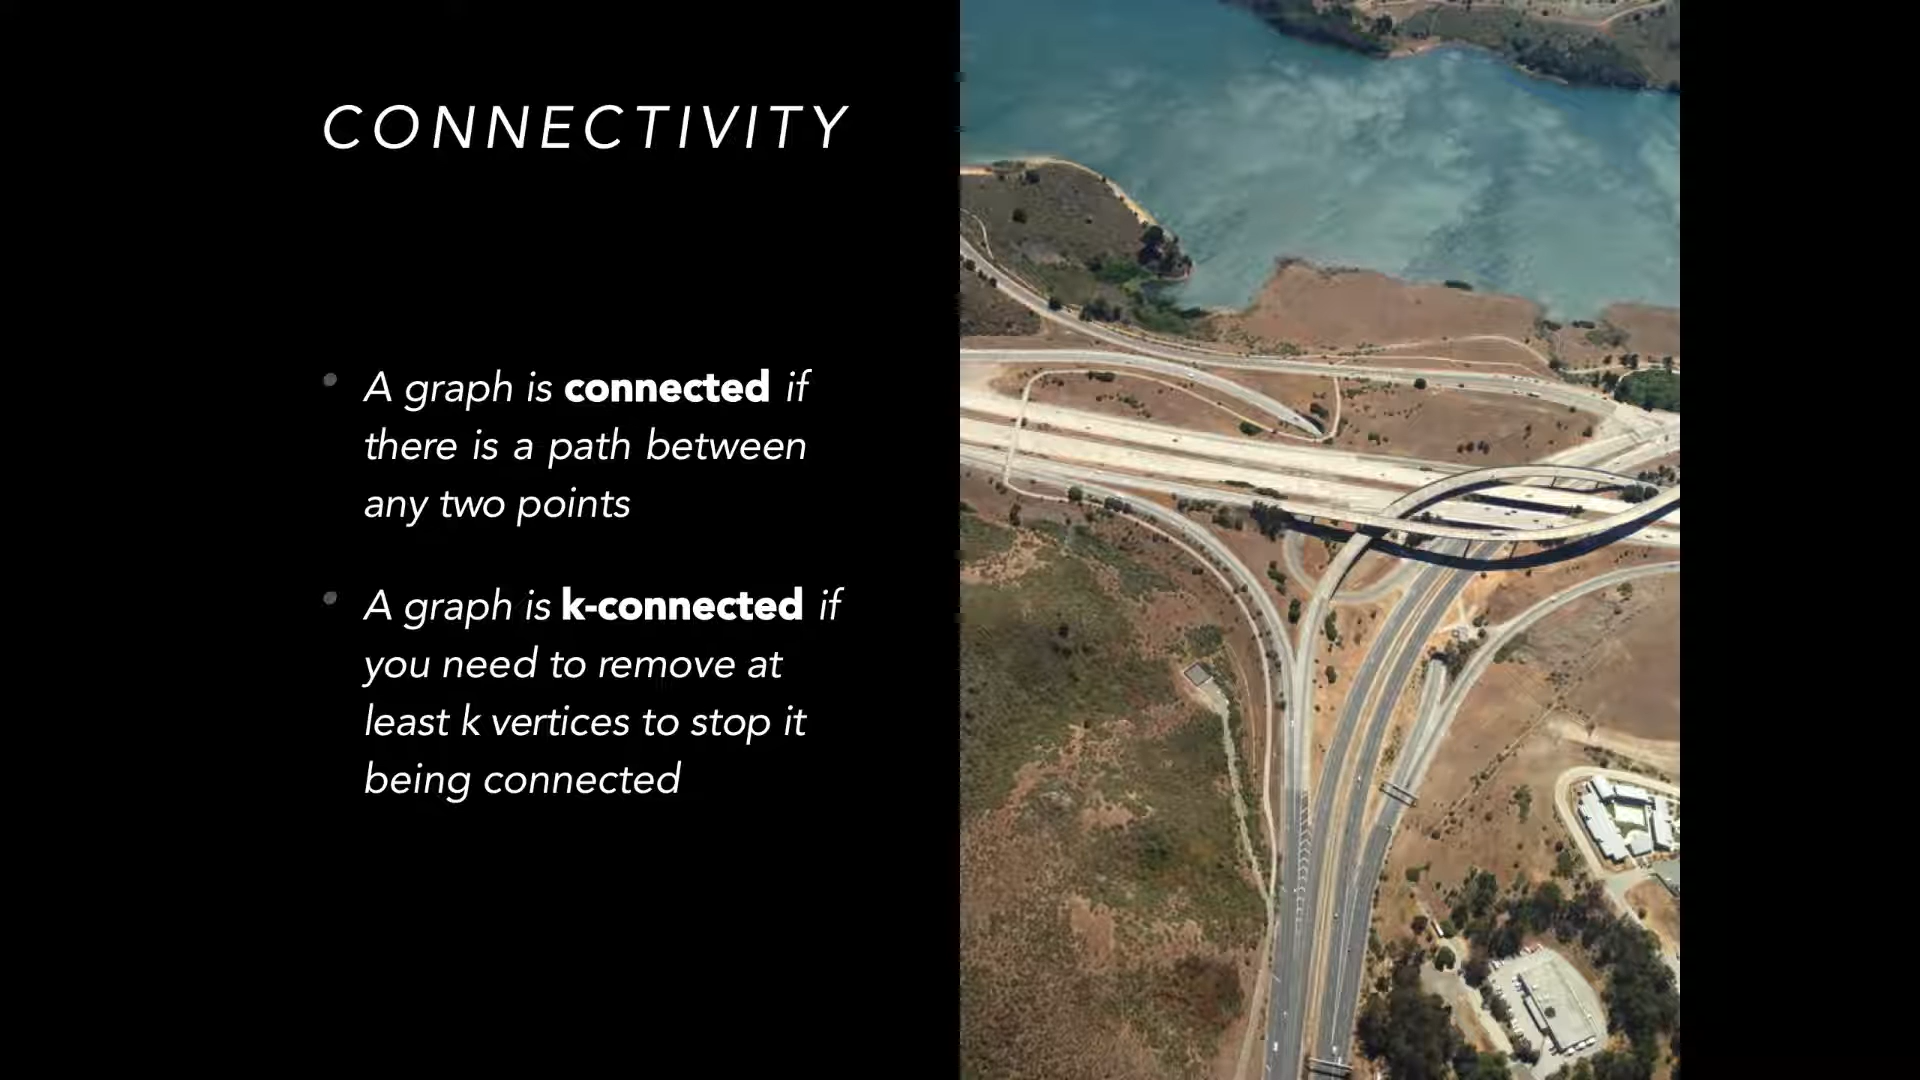 CONNECTIVITY
• A graph is connected if
there is a path between
any two points
• A graph is k-connected if
you need to remove at
least k vertices to stop it
being connected